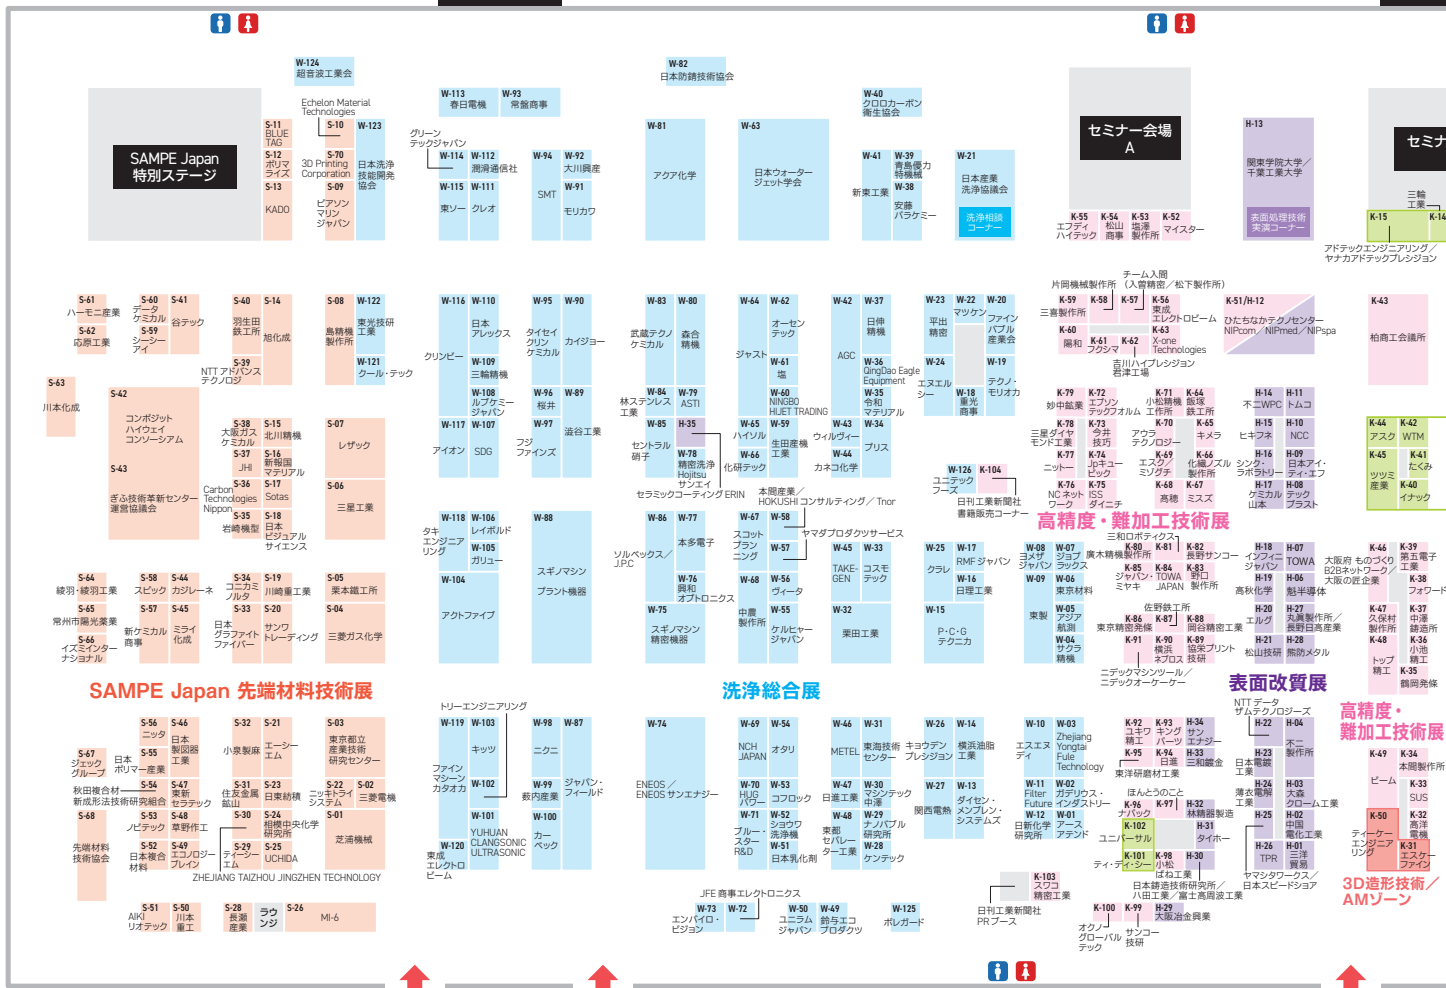 W-124
超音波工業会
W-82
日本防錆技術協会
W-113
春日電機
W-93
常盤商事
W-40
クロロカーボン
衛生協会
SAMPE Japan
特別ステージ
S-11
BLUE
TAG
S-12
ポリマ
ライズ
S-13
KADO
Echelon Material
Technologies
S-10
S-70
3D Printing
Corporation
S-09
ピアソン
マリン
ジャパン
W-123
日本洗浄
技能開発
協会
グリーン
テックジャパン
W-114
W-112
潤滑通信社
W-115
東ソー
W-111
クレオ
W-94
SMT
W-92
大川興産
W-91
モリカワ
W-81
アクア化学
W-63
日本ウォーター
ジェット学会
W-41
新東工業
W-39
青島優力
特機械
W-38
安藤
パラケミー
W-21
日本産業
洗浄協議会
洗浄相談
コーナー
セミナー会場
A
K-55
エフディ
ハイテック
K-54
松山
商事
K-53
塩澤
製作所
K-52
マイスター
H-13
関東学院大学/
千葉工業大学
表面処理技術
実演コーナー
セミナ
三輪
工業
K-15
K-14
アドテックエンジニアリング/
ヤナカアドテックプレシジョン
S-61
ハーモニ産業
S-62
応原工業
S-60
データ
ケミカル
S-59
シーシー
アイ
S-41
谷テック
S-40
羽生田
鉄工所
S-39
NTT アドバンス
テクノロジ
S-14
旭化成
S-08
島精機
製作所
W-122
東光技研
工業
W-121
クール・テック
W-116
クリンビー
W-110
日本
アレックス
W-109
三輪精機
W-108
ルブケミー
ジャパン
W-95
タイセイ
クリン
ケミカル
W-96
桜井
W-90
カイジョー
W-89
澁谷工業
W-83
武蔵テクノ
ケミカル
W-80
森合
精機
W-84
林ステンレス
工業
W-79
ASTI
W-64
ジャスト
W-62
オーセン
テック
W-61
塩
W-60
NINGBO
HIJET TRADING
W-42
AGC
W-37
日伸
精機
W-36
QingDao Eagle
Equipment
W-35
令和
マテリアル
W-23
平出
精密
W-22
マッケン
W-20
ファイン
バブル
産業会
W-24
エヌエル
シー
W-19
テクノ・
モリオカ
W-18
重光
商事
チーム入間
(入曽精密/松下製作所)
片岡機械製作所
K-59
三喜製作所
K-58
K-57
K-56
東成
エレクトロビーム
K-60
陽和
K-61
フクシマ
K-62
K-63
X-one
Technologies
吉川ハイプレシジョン
君津工場
K-51/H-12
ひたちなかテクノセンター
NIPcom/NIPmed/NIPspa
K-43
柏商工会議所
S-63
川本化成
S-42
コンポジット
ハイウェイ
コンソーシアム
S-43
ぎふ技術革新センター
運営協議会
S-38
大阪ガス
ケミカル
S-37
JHI
S-36
Carbon
Technologies
Nippon
S-35
岩崎機型
S-15
北川精機
S-16
新報国
マテリアル
S-17
Sotas
S-18
日本
ビジュアル
サイエンス
S-07
レザック
S-06
三星工業
W-117
アイオン
W-107
SDG
W-97
フジ
ファインズ
W-85
セントラル
硝子
H-35
W-78
精密洗浄
Hojitsu
サンエイ
セラミックコーティングERIN
W-65
ハイソル
W-59
生田産機
工業
W-66
化研テック
W-43
ウィルヴィー
W-44
カネコ化学
W-34
プリス
W-126
ユニテック
フーズ
K-104
日刊工業新聞社
書籍販売コーナー
K-79
妙中鉱業
K-72
エプソン
テックフオルム
K-78
三星ダイヤ
モンド工業
K-73
今井
技巧
K-77
ニットー
K-74
Jpキュー
ビック
K-76
NCネット
ワーク
K-75
ISS
ダイニチ
K-71
小松精機
工作所
K-64
飯塚
鉄工所
K-70
アウラ
テクノロジー
K-65
キメラ
K-69
エスク/
ミゾグチ
K-66
化繊ノズル
製作所
K-68
高穂
K-67
ミスズ
H-14
不二WPC
H-11
トムコ
H-15
ヒキフネ
H-10
NCC
H-16
シンク・
ラボラトリー
H-09
日本アイ・
ティ・エフ
H-17
ケミカル
山本
H-08
テック
ブラスト
K-44
アスク
K-42
WTM
K-45
ツツミ
産業
K-41
たくみ
K-40
イナック
高精度・難加工技術展
本間産業/
HOKUSHI コンサルティング/Tnor
W-118
タキ
エンジニア
リング
W-106
レイボルド
W-105
ガリュー
W-104
アクトファイブ
W-88
スギノマシン
プラント機器
W-86
ソルベックス/
J.P.C
W-77
本多電子
W-76
興和
オプトロニクス
W-75
スギノマシン
精密機器
W-67
スコット
プラン
ニング
W-58
W-57
ヤマダプロダクツサービス
W-68
中農
製作所
W-56
ヴィータ
W-55
ケルヒャー
ジャパン
W-45
TAKE-
GEN
W-33
コスモ
テック
W-32
栗田工業
W-25
クラレ
W-17
RMFジャパン
W-16
日理工業
W-15
P・C・G
テクニカ
W-08
ヨメザ
ジャパン
W-07
ジョブ
ラックス
W-09
東製
W-06
東京材料
W-05
アジア
航測
W-04
サクラ
精機
三和ロボティクス
K-80
廣木精機製作所
K-81
K-82
長野サンコー
K-85
ジャパン・
ミヤキ
K-84
TOWA
JAPAN
K-83
野口
製作所
佐野鉄工所
K-86
東京精密発條
K-87
K-88
岡谷精密工業
K-91
K-90
横浜
ネプロス
K-89
協栄プリント
技研
ニデックマシンツール/
ニデックオーケーケー
H-18
インフィニ
ジャパン
H-07
TOWA
H-19
高秋化学
H-06
魁半導体
H-20
エルグ
H-27
丸眞製作所/
長野日高産業
H-21
松山技研
H-28
熊防メタル
大阪府 ものづくり
B2Bネットワーク/
大阪の匠企業
K-46
K-39
第五電子
工業
K-38
フォワード
K-47
久保村
製作所
K-37
中澤
鋳造所
K-48
トップ
精工
K-36
小池精
工
K-35
鶴岡発條
S-64
綾羽・綾羽工業
S-65
常州市陽光薬業
S-66
イズミインター
ナショナル
S-58
スピック
S-44
カジレーネ
S-57
新ケミカル
商事
S-45
ミライ
化成
S-34
コニカミ
ノルタ
S-19
川崎重工業
S-33
日本
グラファイト
ファイバー
S-20
サンワ
トレーディング
S-05
栗本鐵工所
S-04
三菱ガス化学
SAMPE Japan 先端材料技術展
洗浄総合展
表面改質展
高精度・
難加工技術展
トリーエンジニアリング
S-67
ジェック
グループ
S-56
ニッタ
S-55
日本
ポリマー産業
S-54
秋田複合材
新成形法技術研究組合
S-46
日本
製図器
工業
S-47
東新
セラテック
S-32
小泉製麻
S-21
エーシー
エム
S-31
住友金属
鉱山
S-23
日東紡績
S-03
東京都立
産業技術
研究センター
S-22
ニッキトライ
システム
S-02
三菱電機
S-68
先端材料
技術協会
S-53
ノビテック
S-48
草野作工
S-52
日本複合
材料
S-49
エコノロジー
ブレイン
S-30
S-24
相模中央化学
研究所
S-29
ティーシー
エム
S-25
UCHIDA
S-01
芝浦機械
ZHEJIANG TAIZHOU JINGZHEN TECHNOLOGY
S-51
AIKI
リオテック
S-50
川本
重工
S-28
長瀬
産業
ラウ
ンジ
S-26
MI-6
W-119
ファイン
マシーン
カタオカ
W-103
キッツ
W-102
W-101
YUHUAN
CLANGSONIC
ULTRASONIC
W-120
東成
エレクトロ
ビーム
W-98
ニクニ
W-99
数内産業
W-100
カー
ベック
W-87
ジャパン・
フィールド
W-74
ENEOS/
ENEOSサンエナジー
W-69
NCH
JAPAN
W-54
オタリ
W-70
HUG
パワー
W-53
コフロック
W-71
ブルー・
スター
R&D
W-52
ショウワ
洗浄機
W-51
日本乳化剤
W-46
METEL
W-31
東海技術
センター
W-47
日進工業
W-30
マシンテック
中澤
W-48
東都
セパレー
ター工業
W-29
ナノバブル
研究所
W-28
ケンテック
W-26
キョウデン
プレシジョン
W-14
横浜油脂
工業
W-27
関西電熱
W-13
ダイセン・
メンブレン・
システムズ
W-10
エスエヌ
ディ
W-03
Zhejiang
Yongtai
Fule
Technology
W-11
Filter
Future
W-02
ガデリウス・
インダストリー
W-12
日新化学
研究所
W-01
アース
アテンド
K-92
ユキワ
精工
K-93
キング
パーツ
H-34
サン
エナジー
K-95
K-94
日進
H-33
三和鍍金
東洋研磨材工業
ほんとうのこと
K-96
ナパック
K-97
H-32
林精器製造
K-102
ユニバーサル
H-31
タイホー
K-101
ティ・ディ・シー
K-98
小松
ばね工業
H-30
日本鋳造技術研究所/
八田工業/富士高周波工業
K-103
スワコ
精密工業
日刊工業新聞社
PRブース
K-100
オクノ
グローバル
テック
K-99
サンコー
技研
H-29
大阪冶金興業
NTTデータ
ザムテクノロジーズ
H-22
H-04
不二
製作所
H-23
日本電鍍
工業
H-24
薄衣電解
工業
H-03
大森
クローム工業
H-25
H-02
中国
電化工業
H-26
TPR
H-01
三洋
貿易
ヤマシタワークス/
日本スピードショア
K-49
ビーム
K-34
本間製作所
K-33
SUS
K-50
ティーケー
エンジニア
リング
K-32
高洋
電機
K-31
エスケー
ファイン
3D造形技術/
AMゾーン
JFE 商事エレクトロニクス
W-73
エンバイロ・
ビジョン
W-72
W-50
ユニラム
ジャパン
W-49
鈴与エコ
プロダクツ
W-125
ボレガード